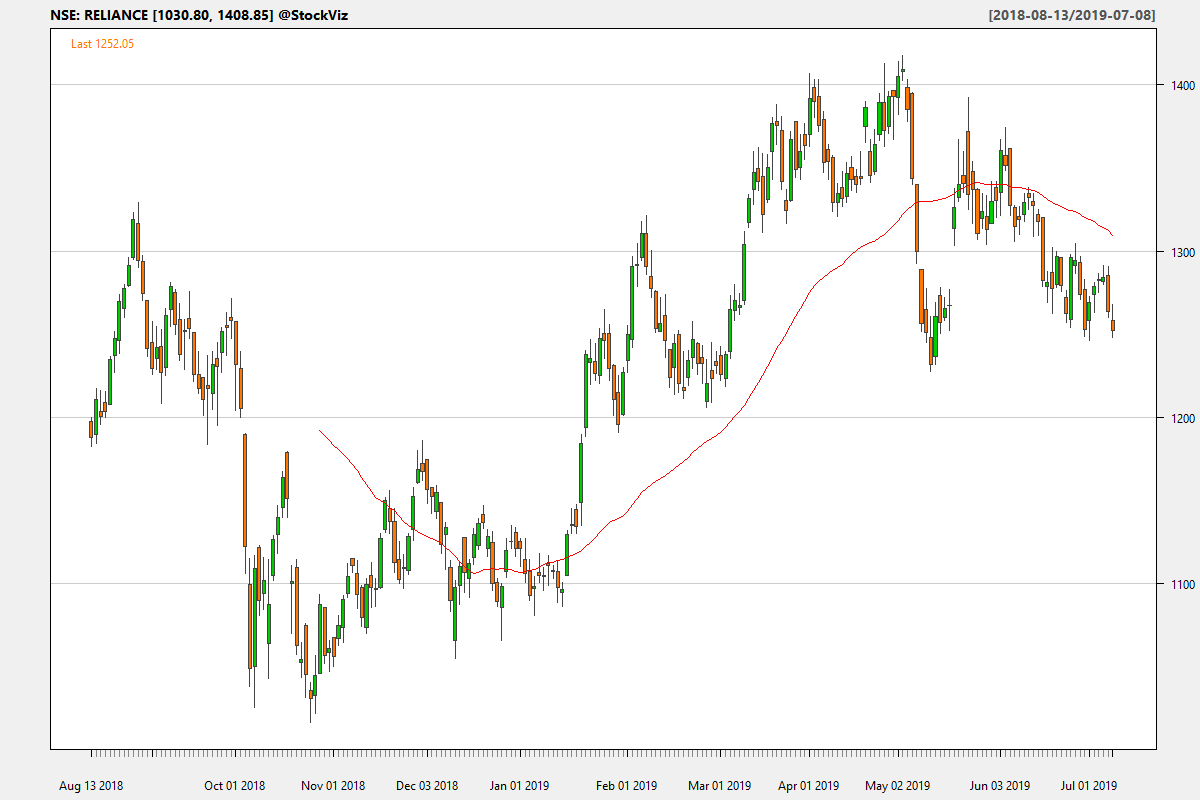 NSE: RELIANCE [1030.80, 1408.85] @StockViz [2018-08-13/2019-07-08]
Last 1252.05
1400
1300
1200
1100
Aug 13 2018 Oct 01 2018 Nov 01 2018 Dec 03 2018 Jan 01 2019 Feb 01 2019 Mar 01 2019 Apr 01 2019 May 02 2019 Jun 03 2019 Jul 01 2019